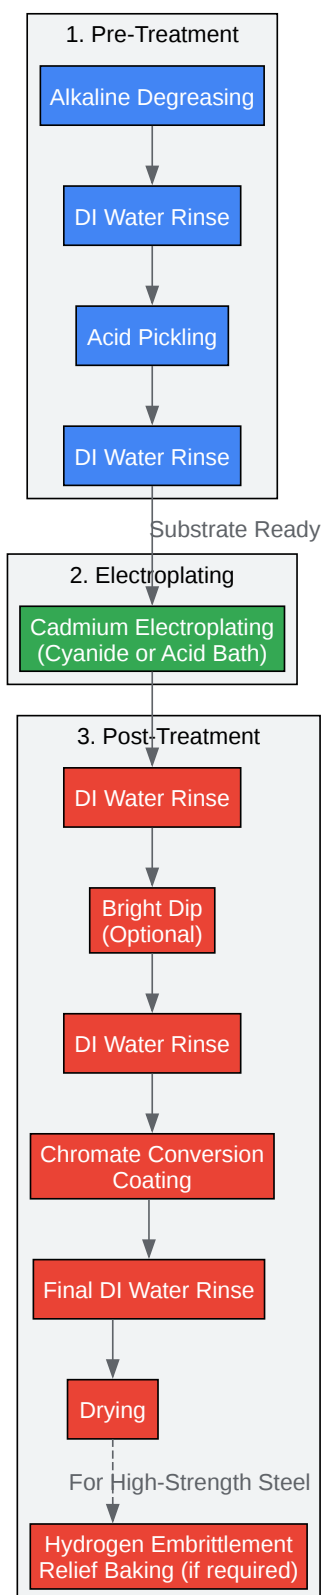 1. Pre-Treatment
Alkaline Degreasing
DI Water Rinse
Acid Pickling
DI Water Rinse
Substrate Ready
2. Electroplating
Cadmium Electroplating
(Cyanide or Acid Bath)
3. Post-Treatment
DI Water Rinse
Bright Dip
(Optional)
DI Water Rinse
Chromate Conversion
Coating
Final DI Water Rinse
Drying
For High-Strength Steel
Hydrogen Embrittlement
Relief Baking (if required)